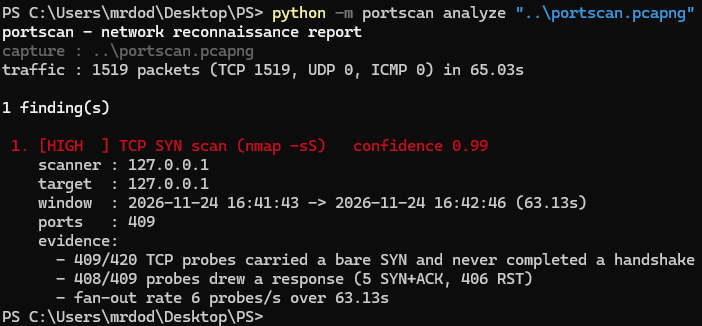 PS C:\Users\mrdod\Desktop\PS> python -m portscan analyze "..\portscan.pcapng"
portscan - network reconnaissance report
capture : ..\portscan.pcapng
traffic : 1519 packets (TCP 1519, UDP 0, ICMP 0) in 65.03s
1 finding(s)
1. [HIGH  ] TCP SYN scan (nmap -sS)   confidence 0.99
scanner : 127.0.0.1
target  : 127.0.0.1
window  : 2026-11-24 16:41:43 -> 2026-11-24 16:42:46 (63.13s)
ports   : 409
evidence:
- 409/420 TCP probes carried a bare SYN and never completed a handshake
- 408/409 probes drew a response (5 SYN+ACK, 406 RST)
- fan-out rate 6 probes/s over 63.13s
PS C:\Users\mrdod\Desktop\PS>